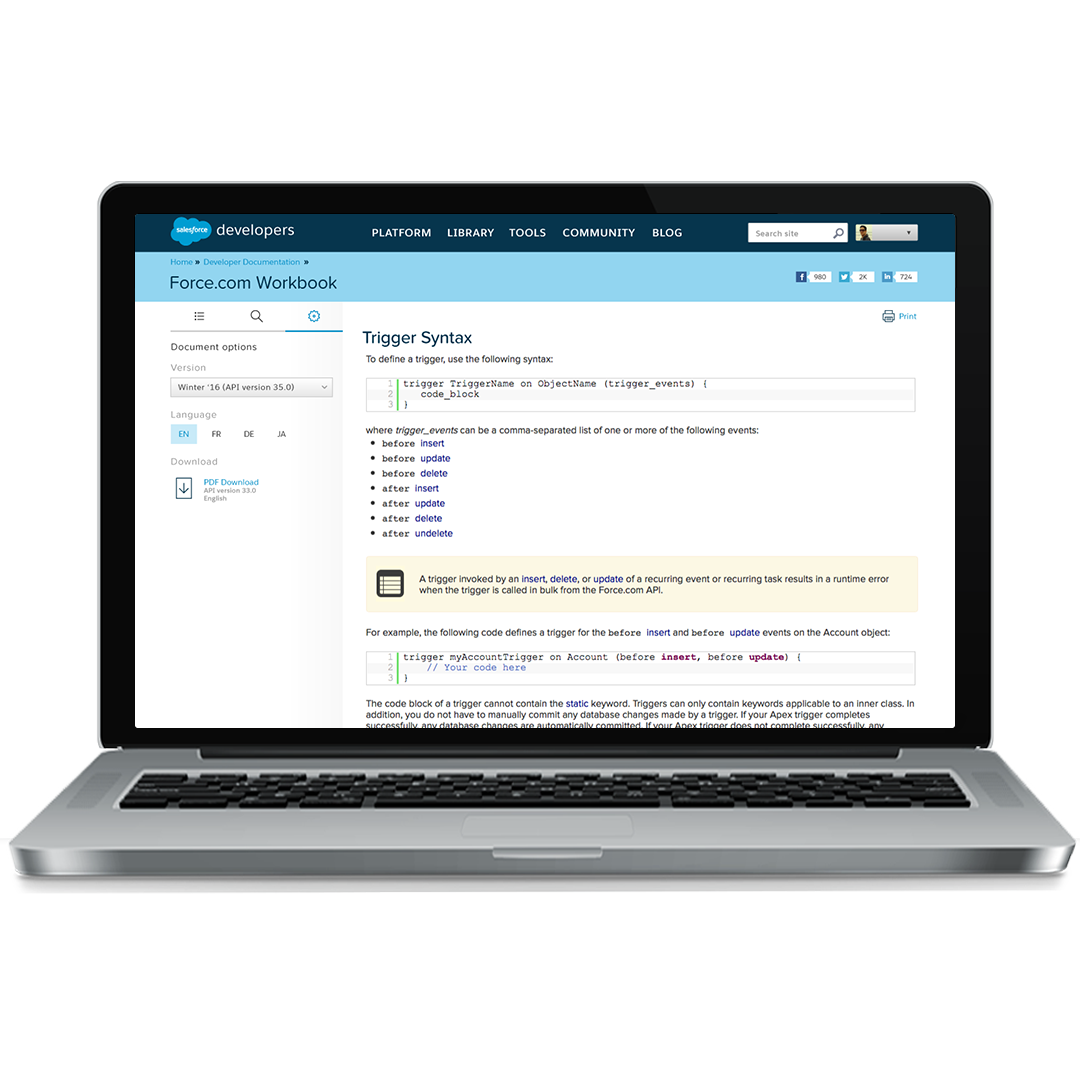 salesforce developers
PLATFORM LIBRARY TOOLS COMMUNITY BLOG
Search site
Home » Developer Documentation »
Force.com Workbook
f 980 2K in 724
Print
Document options
Version
Winter '16 (API version 35.0)
Language
EN FR DE JA
Download
PDF Download
API version 33.0
English
Trigger Syntax
To define a trigger, use the following syntax:
1 trigger TriggerName on ObjectName (trigger_events) {
2 code_block
3 }
where trigger_events can be a comma-separated list of one or more of the following events:
• before insert
• before update
• before delete
• after insert
• after update
• after delete
• after undelete
A trigger invoked by an insert, delete, or update of a recurring event or recurring task results in a runtime error
when the trigger is called in bulk from the Force.com API.
For example, the following code defines a trigger for the before insert and before update events on the Account object:
1 trigger myAccountTrigger on Account (before insert, before update) {
2 // Your code here
3 }
The code block of a trigger cannot contain the static keyword. Triggers can only contain keywords applicable to an inner class. In
addition, you do not have to manually commit any database changes made by a trigger. If your Apex trigger completes
successfully, any database changes are automatically committed. If your Apex trigger does not complete successfully, any